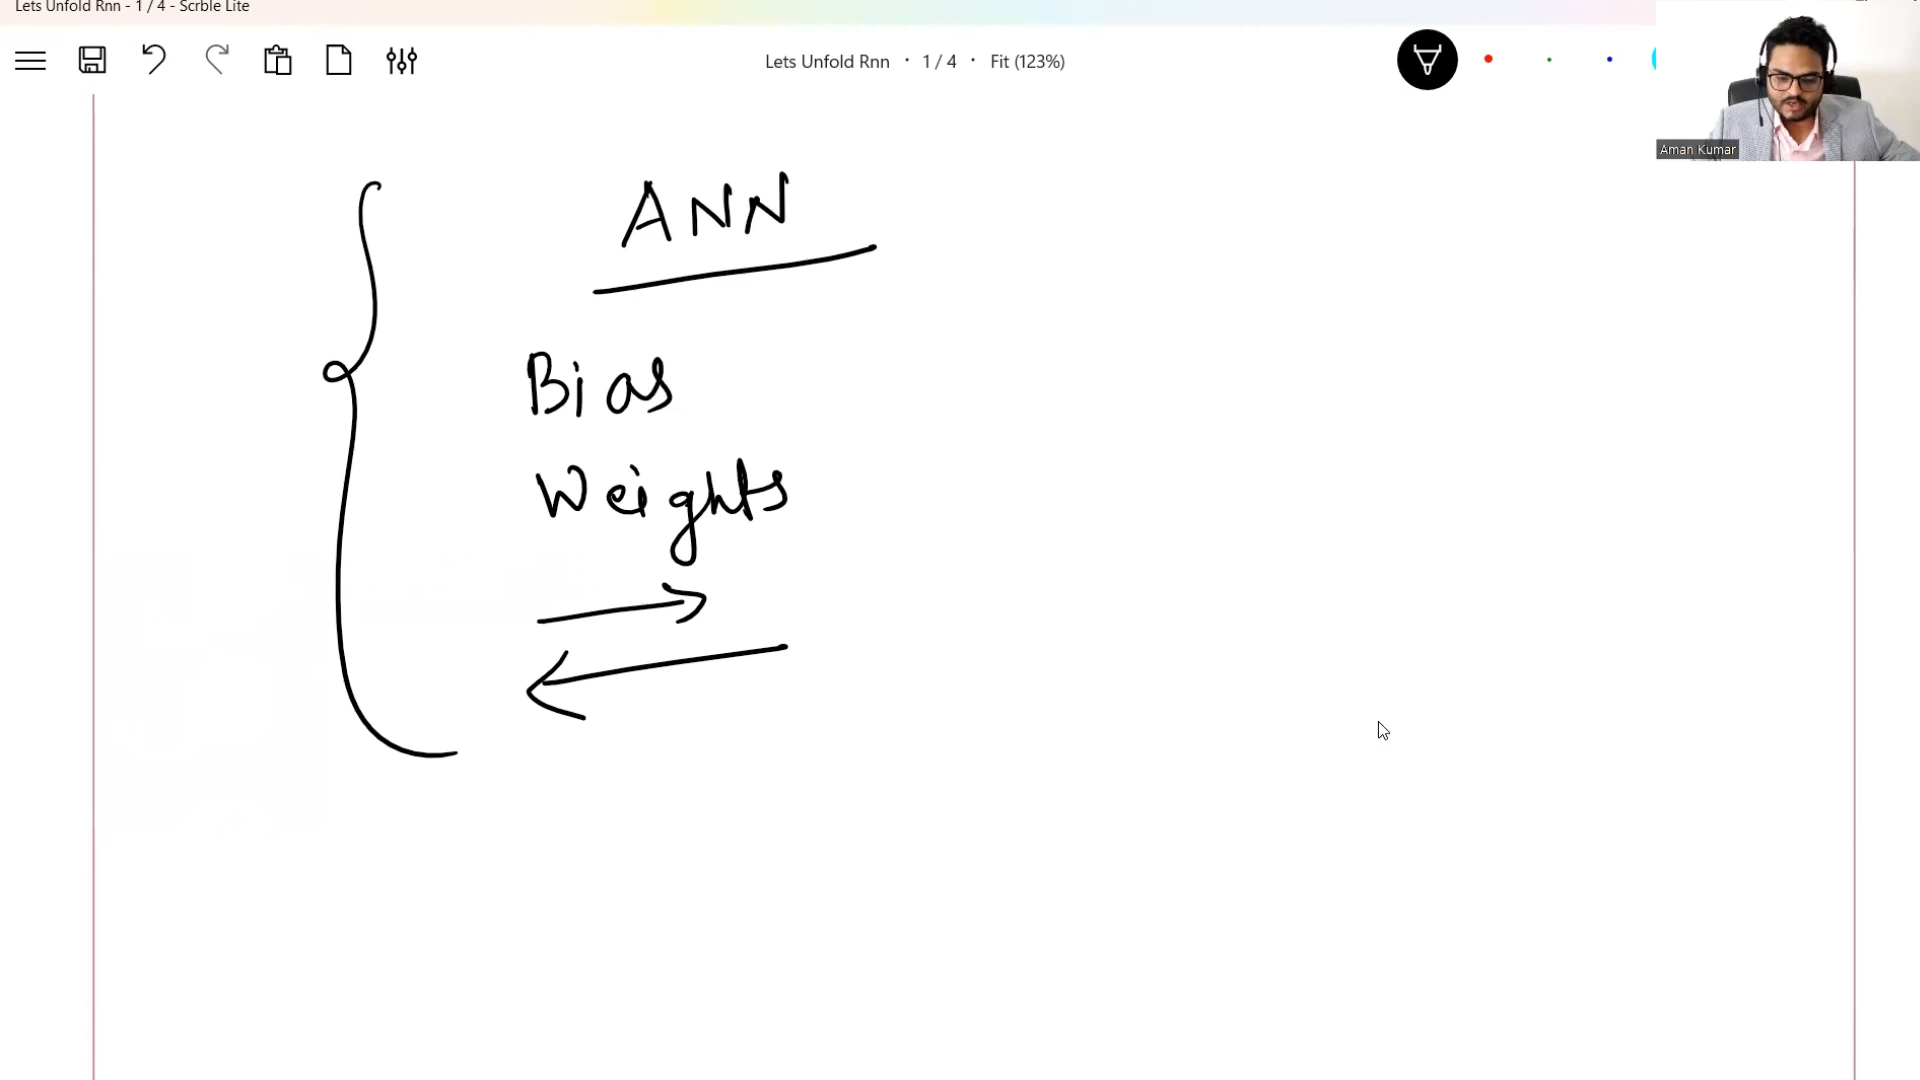 Lets Unfold Rnn - 1 / 4 - Scrble Lite
Lets Unfold Rnn · 1 / 4 · Fit (123%)
Aman Kumar
ANN
Bias
Weights